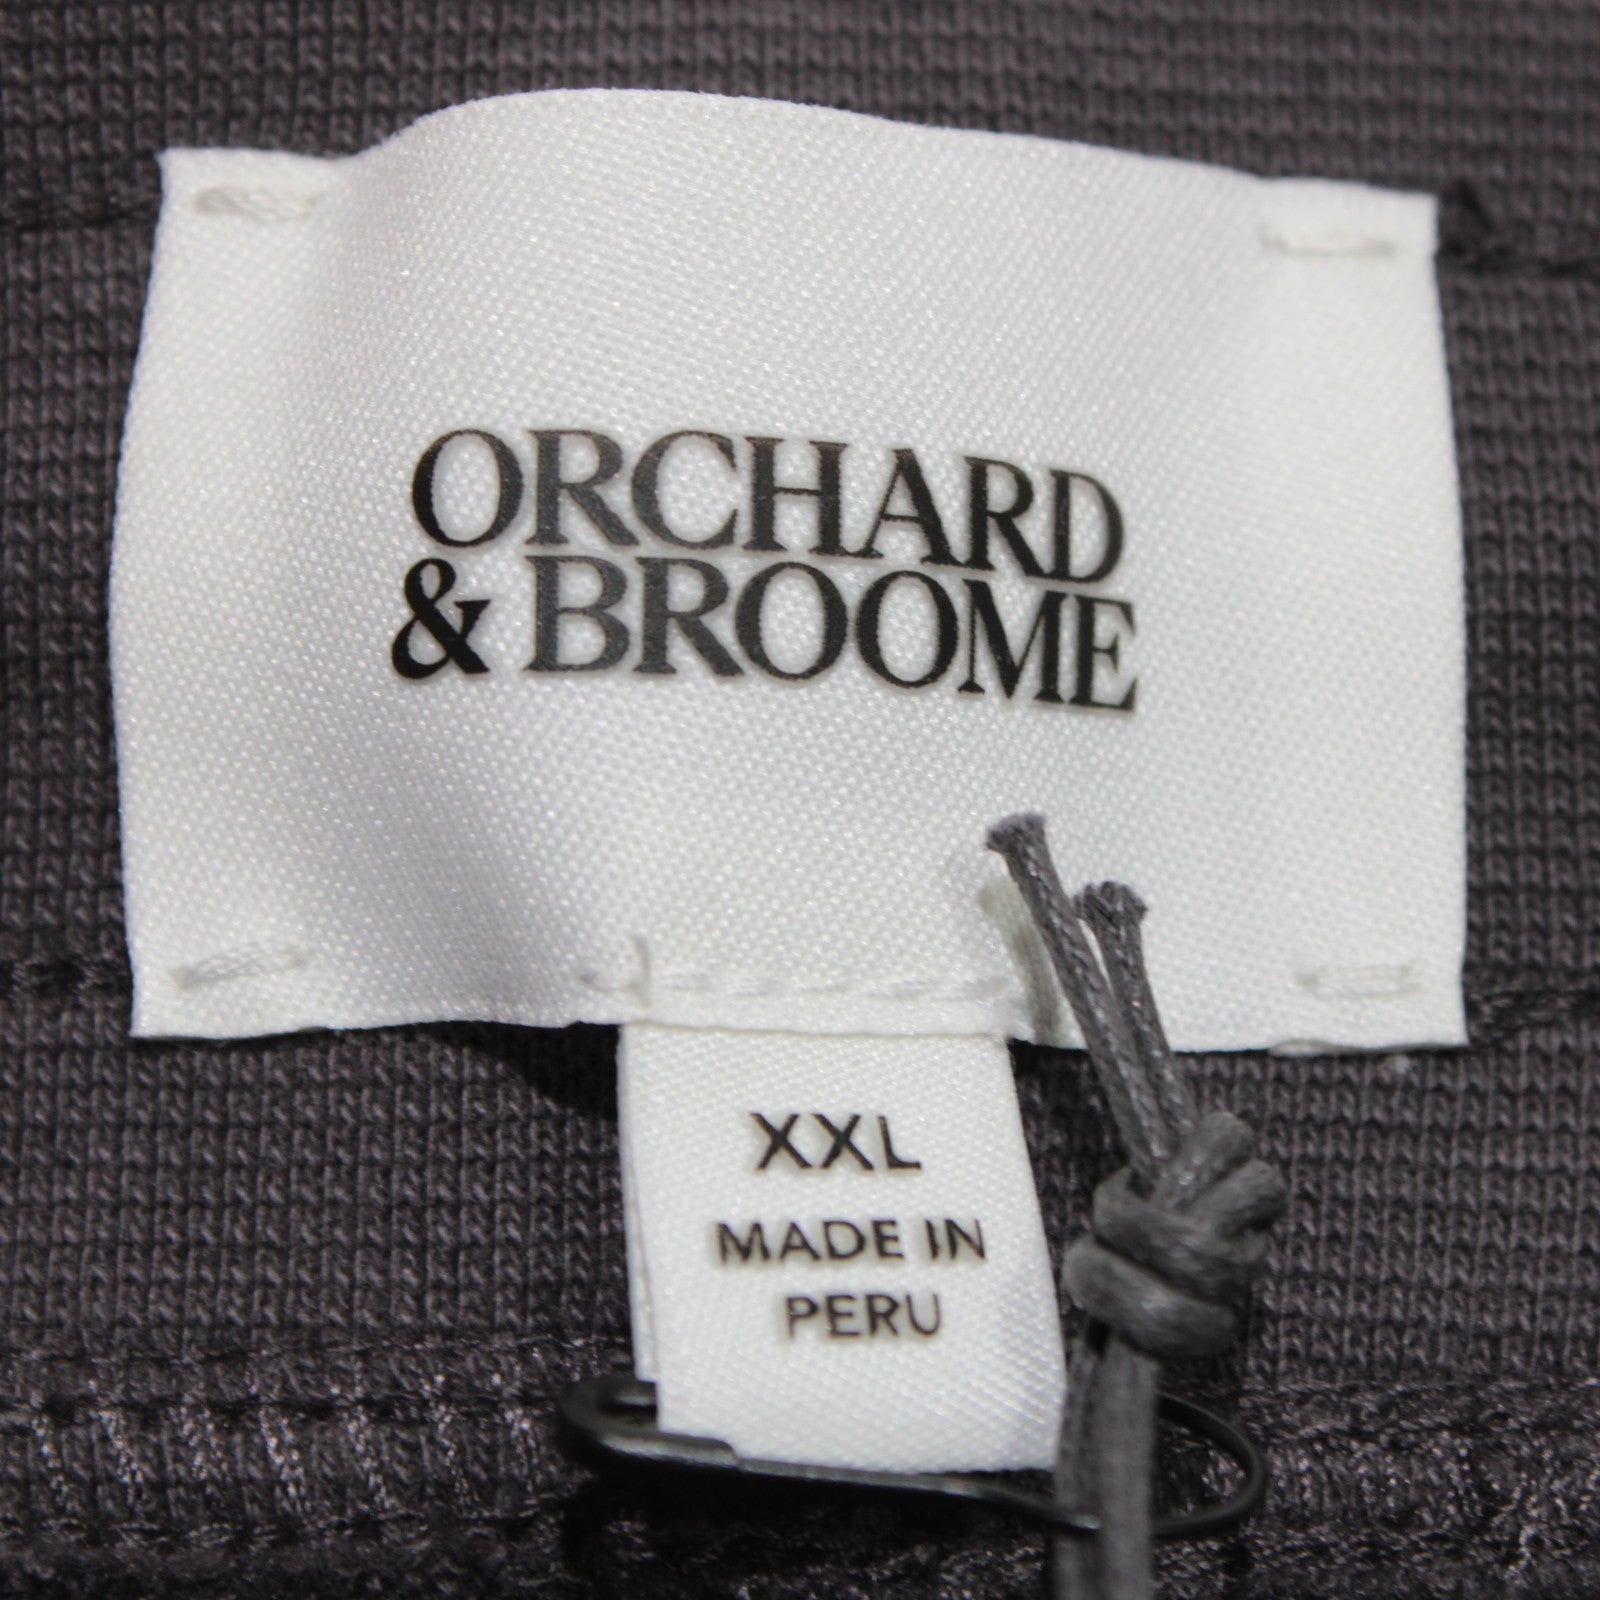 ORCHARD
& BROOME
XXL
MADE IN
PERU